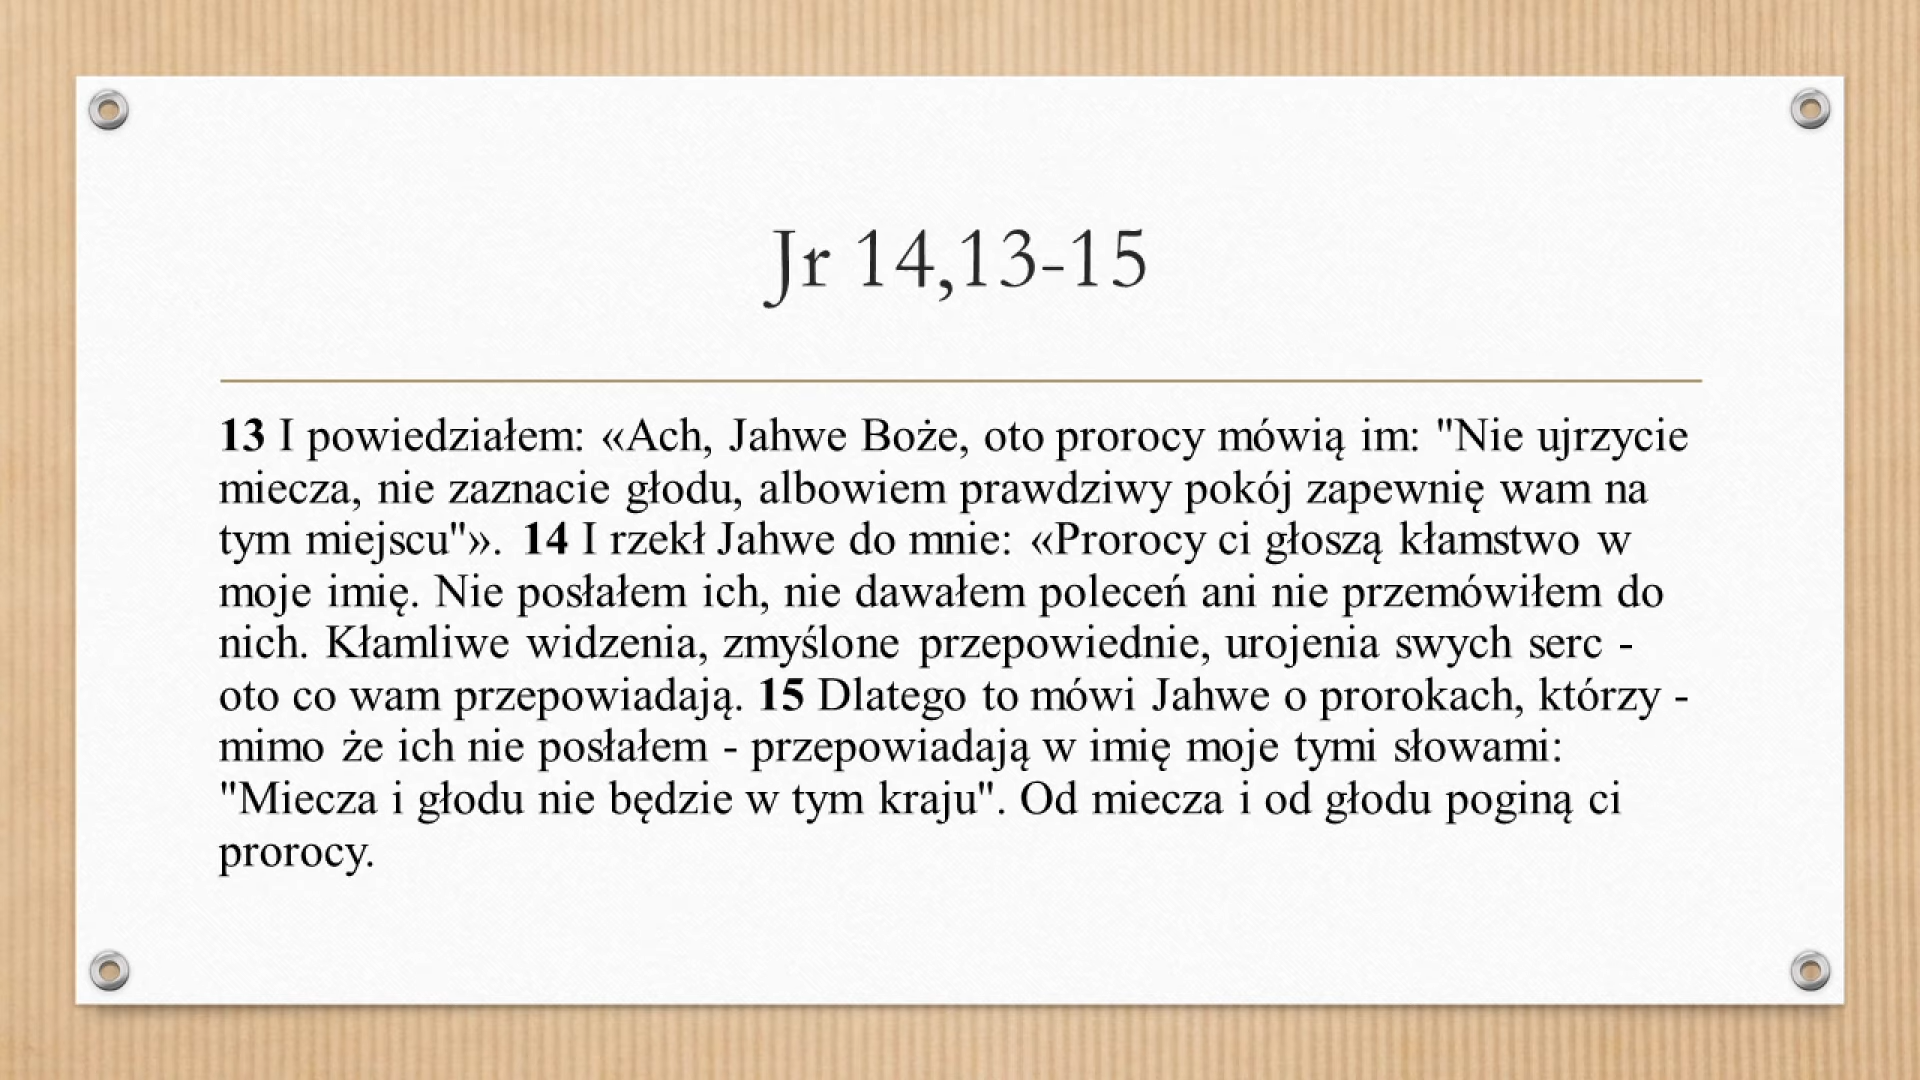 Jr 14,13-15
13 I powiedziałem: «Ach, Jahwe Boże, oto prorocy mówią im: "Nie ujrzycie
miecza, nie zaznacie głodu, albowiem prawdziwy pokój zapewnię wam na
tym miejscu"». 14 I rzekł Jahwe do mnie: «Prorocy ci głoszą kłamstwo w
moje imię. Nie posłałem ich, nie dawałem poleceń ani nie przemówiłem do
nich. Kłamliwe widzenia, zmyślone przepowiednie, urojenia swych serc -
oto co wam przepowiadają. 15 Dlatego to mówi Jahwe o prorokach, którzy -
mimo że ich nie posłałem - przepowiadają w imię moje tymi słowami:
"Miecza i głodu nie będzie w tym kraju". Od miecza i od głodu poginą ci
prorocy.